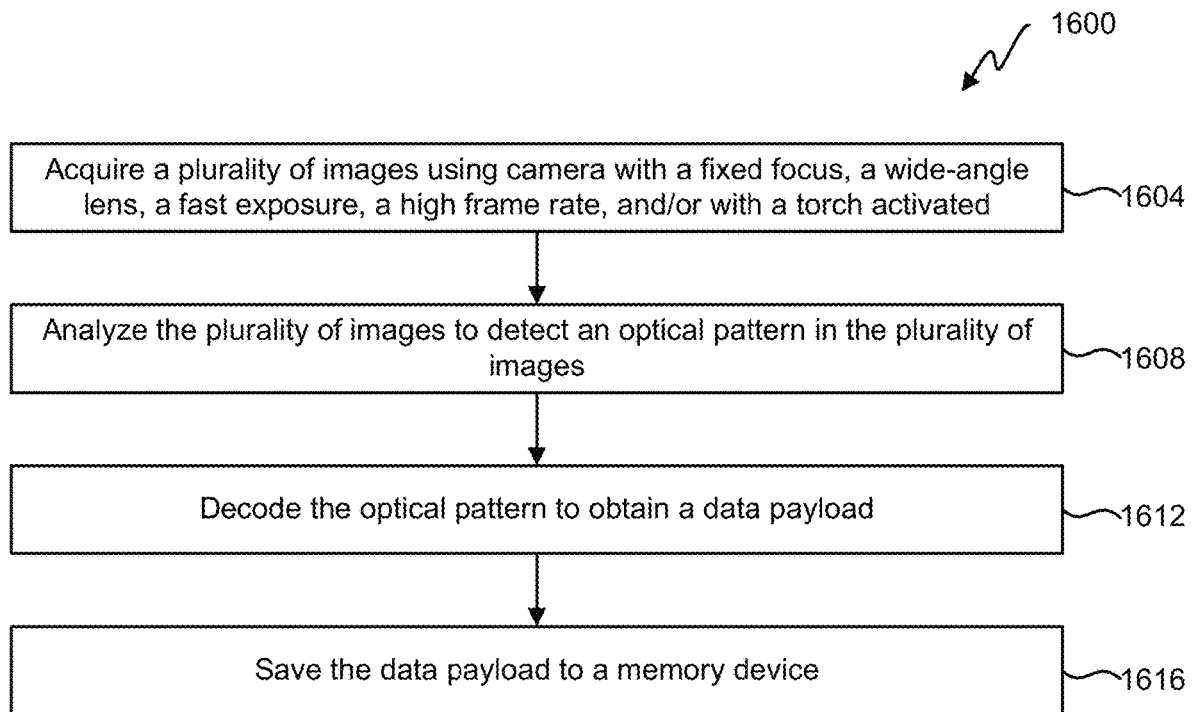 1600
Acquire a plurality of images using camera with a fixed focus, a wide-angle
lens, a fast exposure, a high frame rate, and/or with a torch activated
1604
Analyze the plurality of images to detect an optical pattern in the plurality of
images
1608
Decode the optical pattern to obtain a data payload
1612
Save the data payload to a memory device
1616